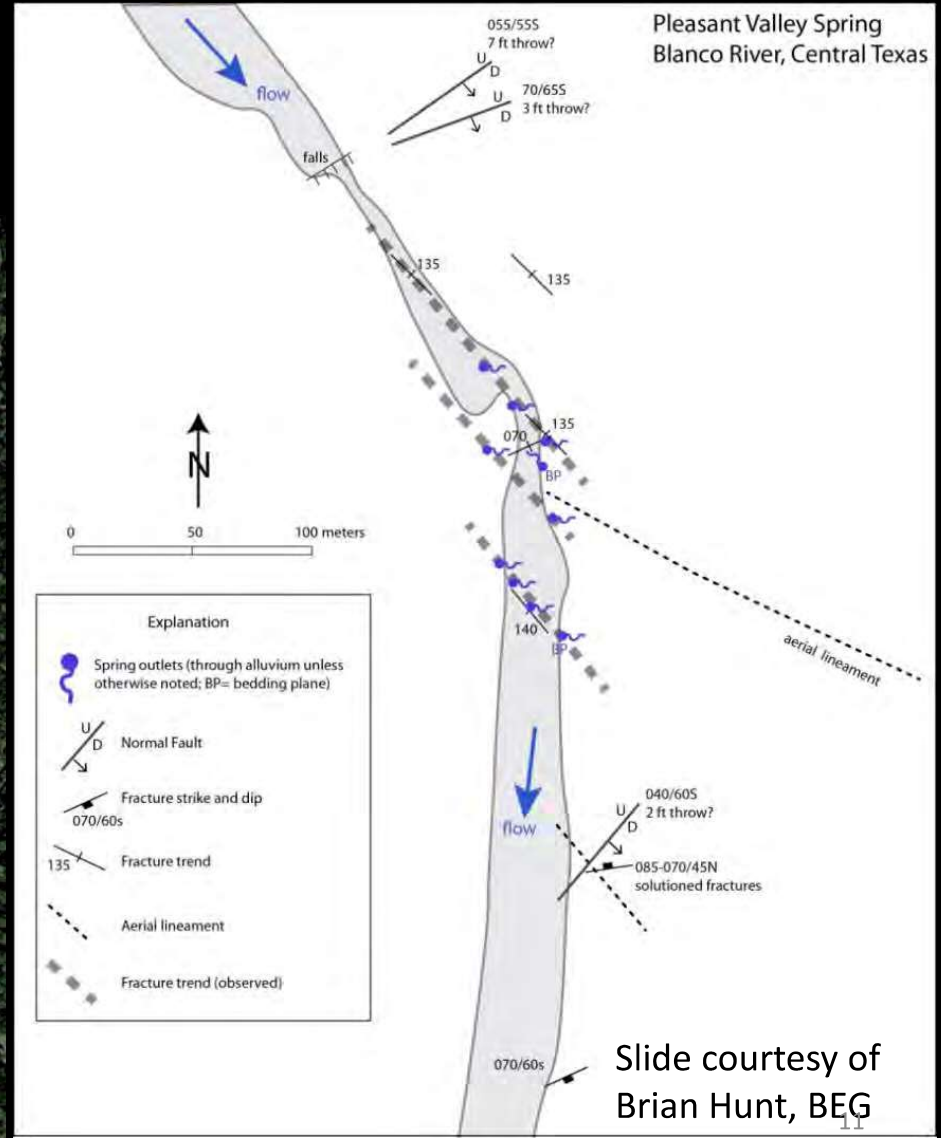 Pleasant Valley Spring
Blanco River, Central Texas
055/55S
7 ft throw?
U
D
70/65S
3 ft throw?
U
D
flow
falls
135
135
135
070
BP
N
0 50 100 meters
140
BP
aerial lineament
Explanation
Spring outlets (through alluvium unless
otherwise noted; BP= bedding plane)
U
D
Normal Fault
Fracture strike and dip
070/60s
135
Fracture trend
Aerial lineament
Fracture trend (observed)
flow
040/60S
2 ft throw?
U
D
085-070/45N
solutioned fractures
070/60s
Slide courtesy of
Brian Hunt, BEG
11